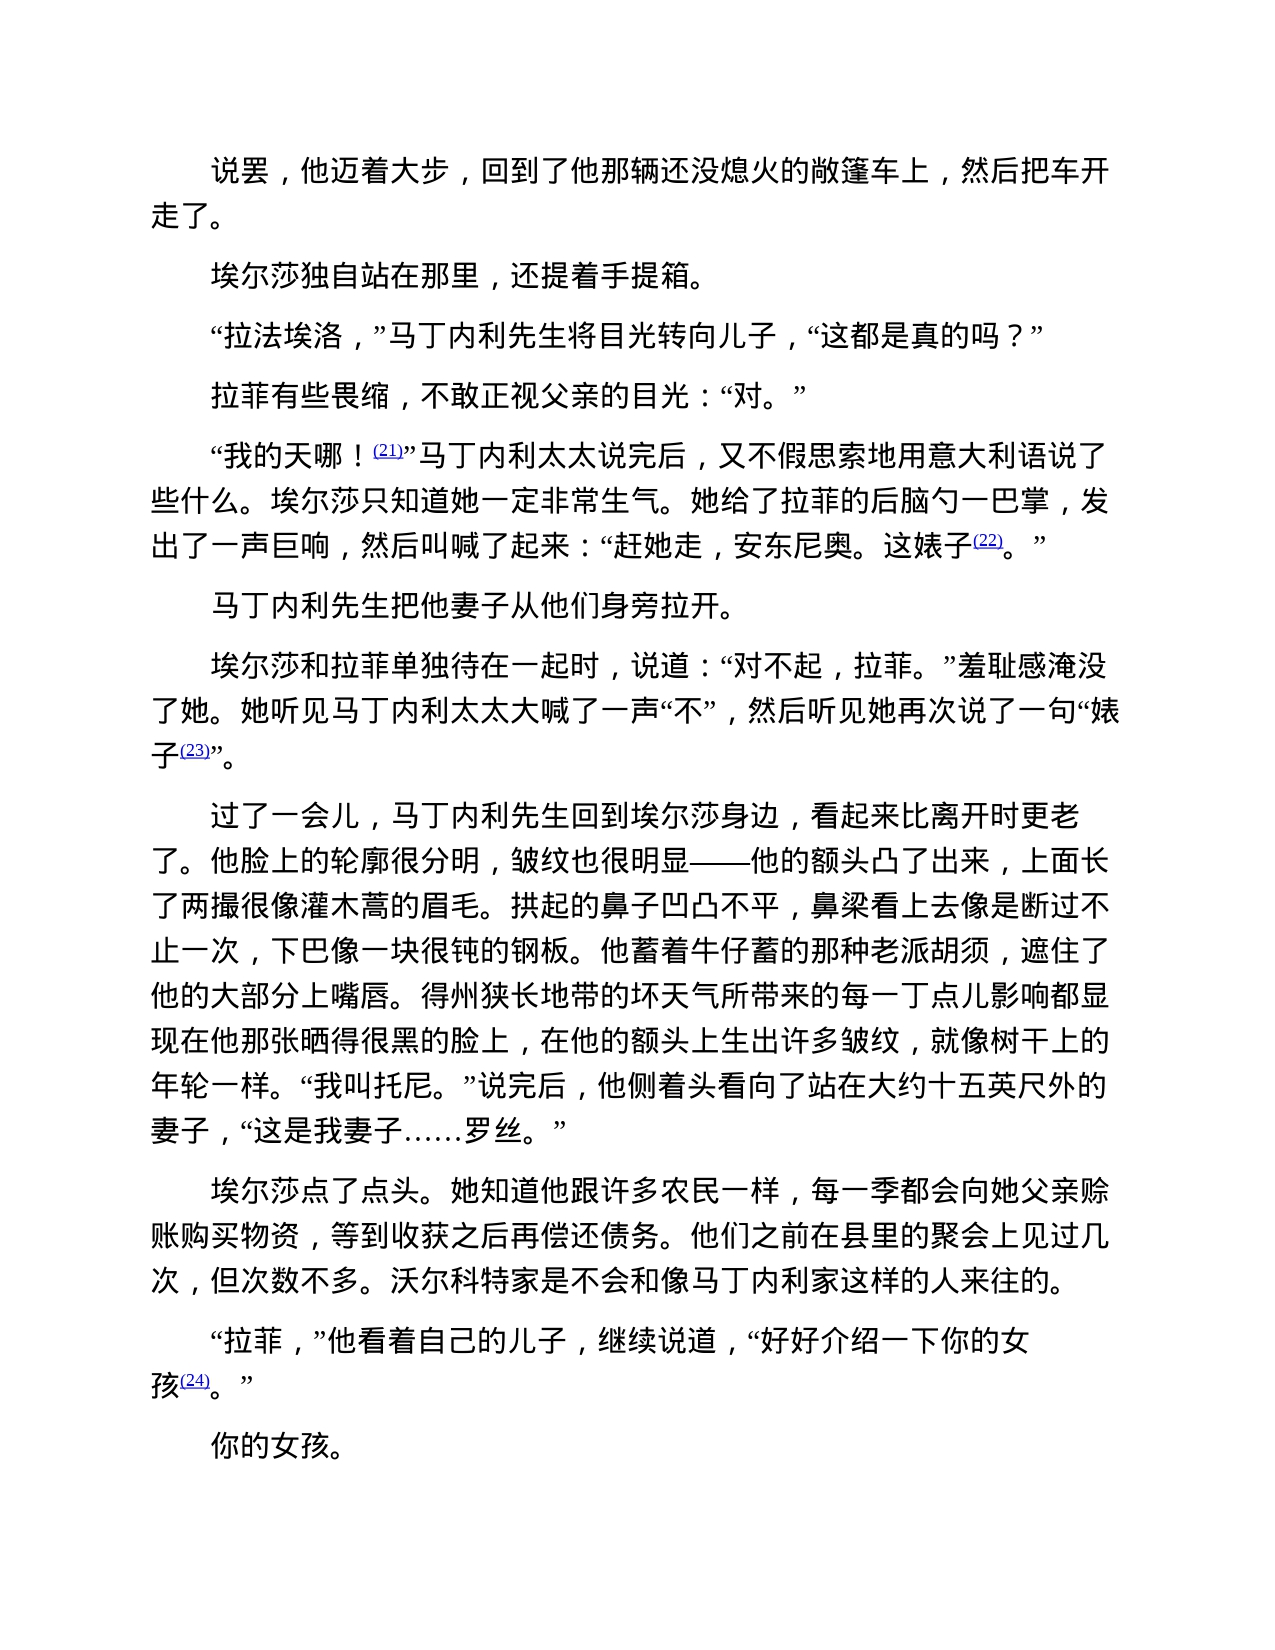 说罢，他迈着大步，回到了他那辆还没熄火的敞篷车上，然后把车开
走了。
埃尔莎独自站在那里，还提着手提箱。
“拉法埃洛，”马丁内利先生将目光转向儿子，“这都是真的吗？”
拉菲有些畏缩，不敢正视父亲的目光：“对。”
“我的天哪！(21)”马丁内利太太说完后，又不假思索地用意大利语说了
些什么。埃尔莎只知道她一定非常生气。她给了拉菲的后脑勺一巴掌，发
出了一声巨响，然后叫喊了起来：“赶她走，安东尼奥。这婊子(22)。”
马丁内利先生把他妻子从他们身旁拉开。
埃尔莎和拉菲单独待在一起时，说道：“对不起，拉菲。”羞耻感淹没
了她。她听见马丁内利太太大喊了一声“不”，然后听见她再次说了一句“婊
子(23)”。
过了一会儿，马丁内利先生回到埃尔莎身边，看起来比离开时更老
了。他脸上的轮廓很分明，皱纹也很明显——他的额头凸了出来，上面长
了两撮很像灌木蒿的眉毛。拱起的鼻子凹凸不平，鼻梁看上去像是断过不
止一次，下巴像一块很钝的钢板。他蓄着牛仔蓄的那种老派胡须，遮住了
他的大部分上嘴唇。得州狭长地带的坏天气所带来的每一丁点儿影响都显
现在他那张晒得很黑的脸上，在他的额头上生出许多皱纹，就像树干上的
年轮一样。“我叫托尼。”说完后，他侧着头看向了站在大约十五英尺外的
妻子，“这是我妻子……罗丝。”
埃尔莎点了点头。她知道他跟许多农民一样，每一季都会向她父亲赊
账购买物资，等到收获之后再偿还债务。他们之前在县里的聚会上见过几
次，但次数不多。沃尔科特家是不会和像马丁内利家这样的人来往的。
“拉菲，”他看着自己的儿子，继续说道，“好好介绍一下你的女
孩(24)。”
你的女孩。